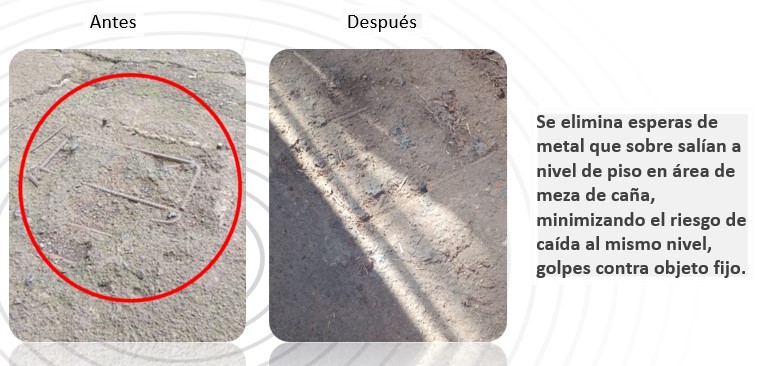 Antes
Después
Se elimina esperas de
metal que sobre salían a
nivel de piso en área de
meza de caña,
minimizando el riesgo de
caída al mismo nivel,
golpes contra objeto fijo.